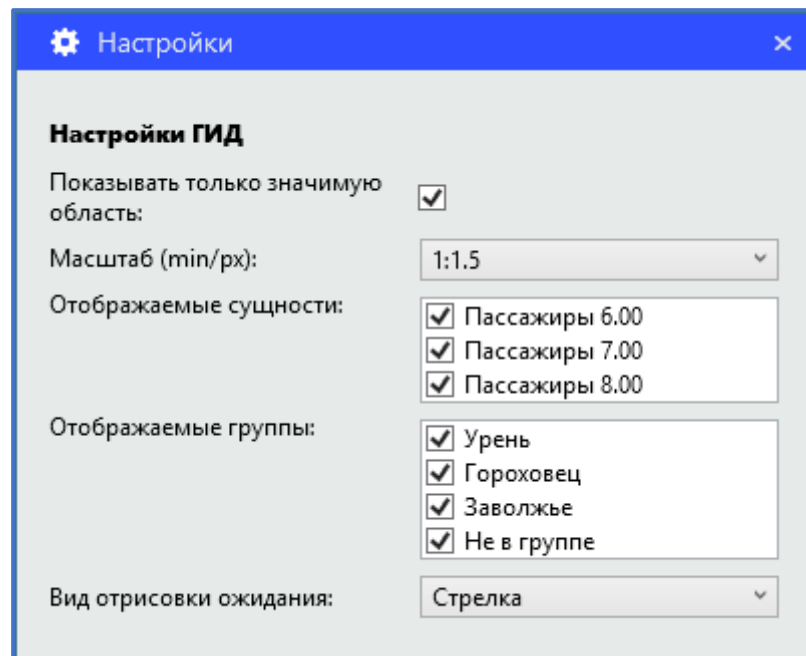 Настройки
Настройки ГИД
Показывать только значимую
область:
Масштаб (min/px): 1:1.5
Отображаемые сущности: Пассажиры 6.00
Пассажиры 7.00
Пассажиры 8.00
Отображаемые группы: Урень
Гороховец
Заволжье
Не в группе
Вид отрисовки ожидания: Стрелка